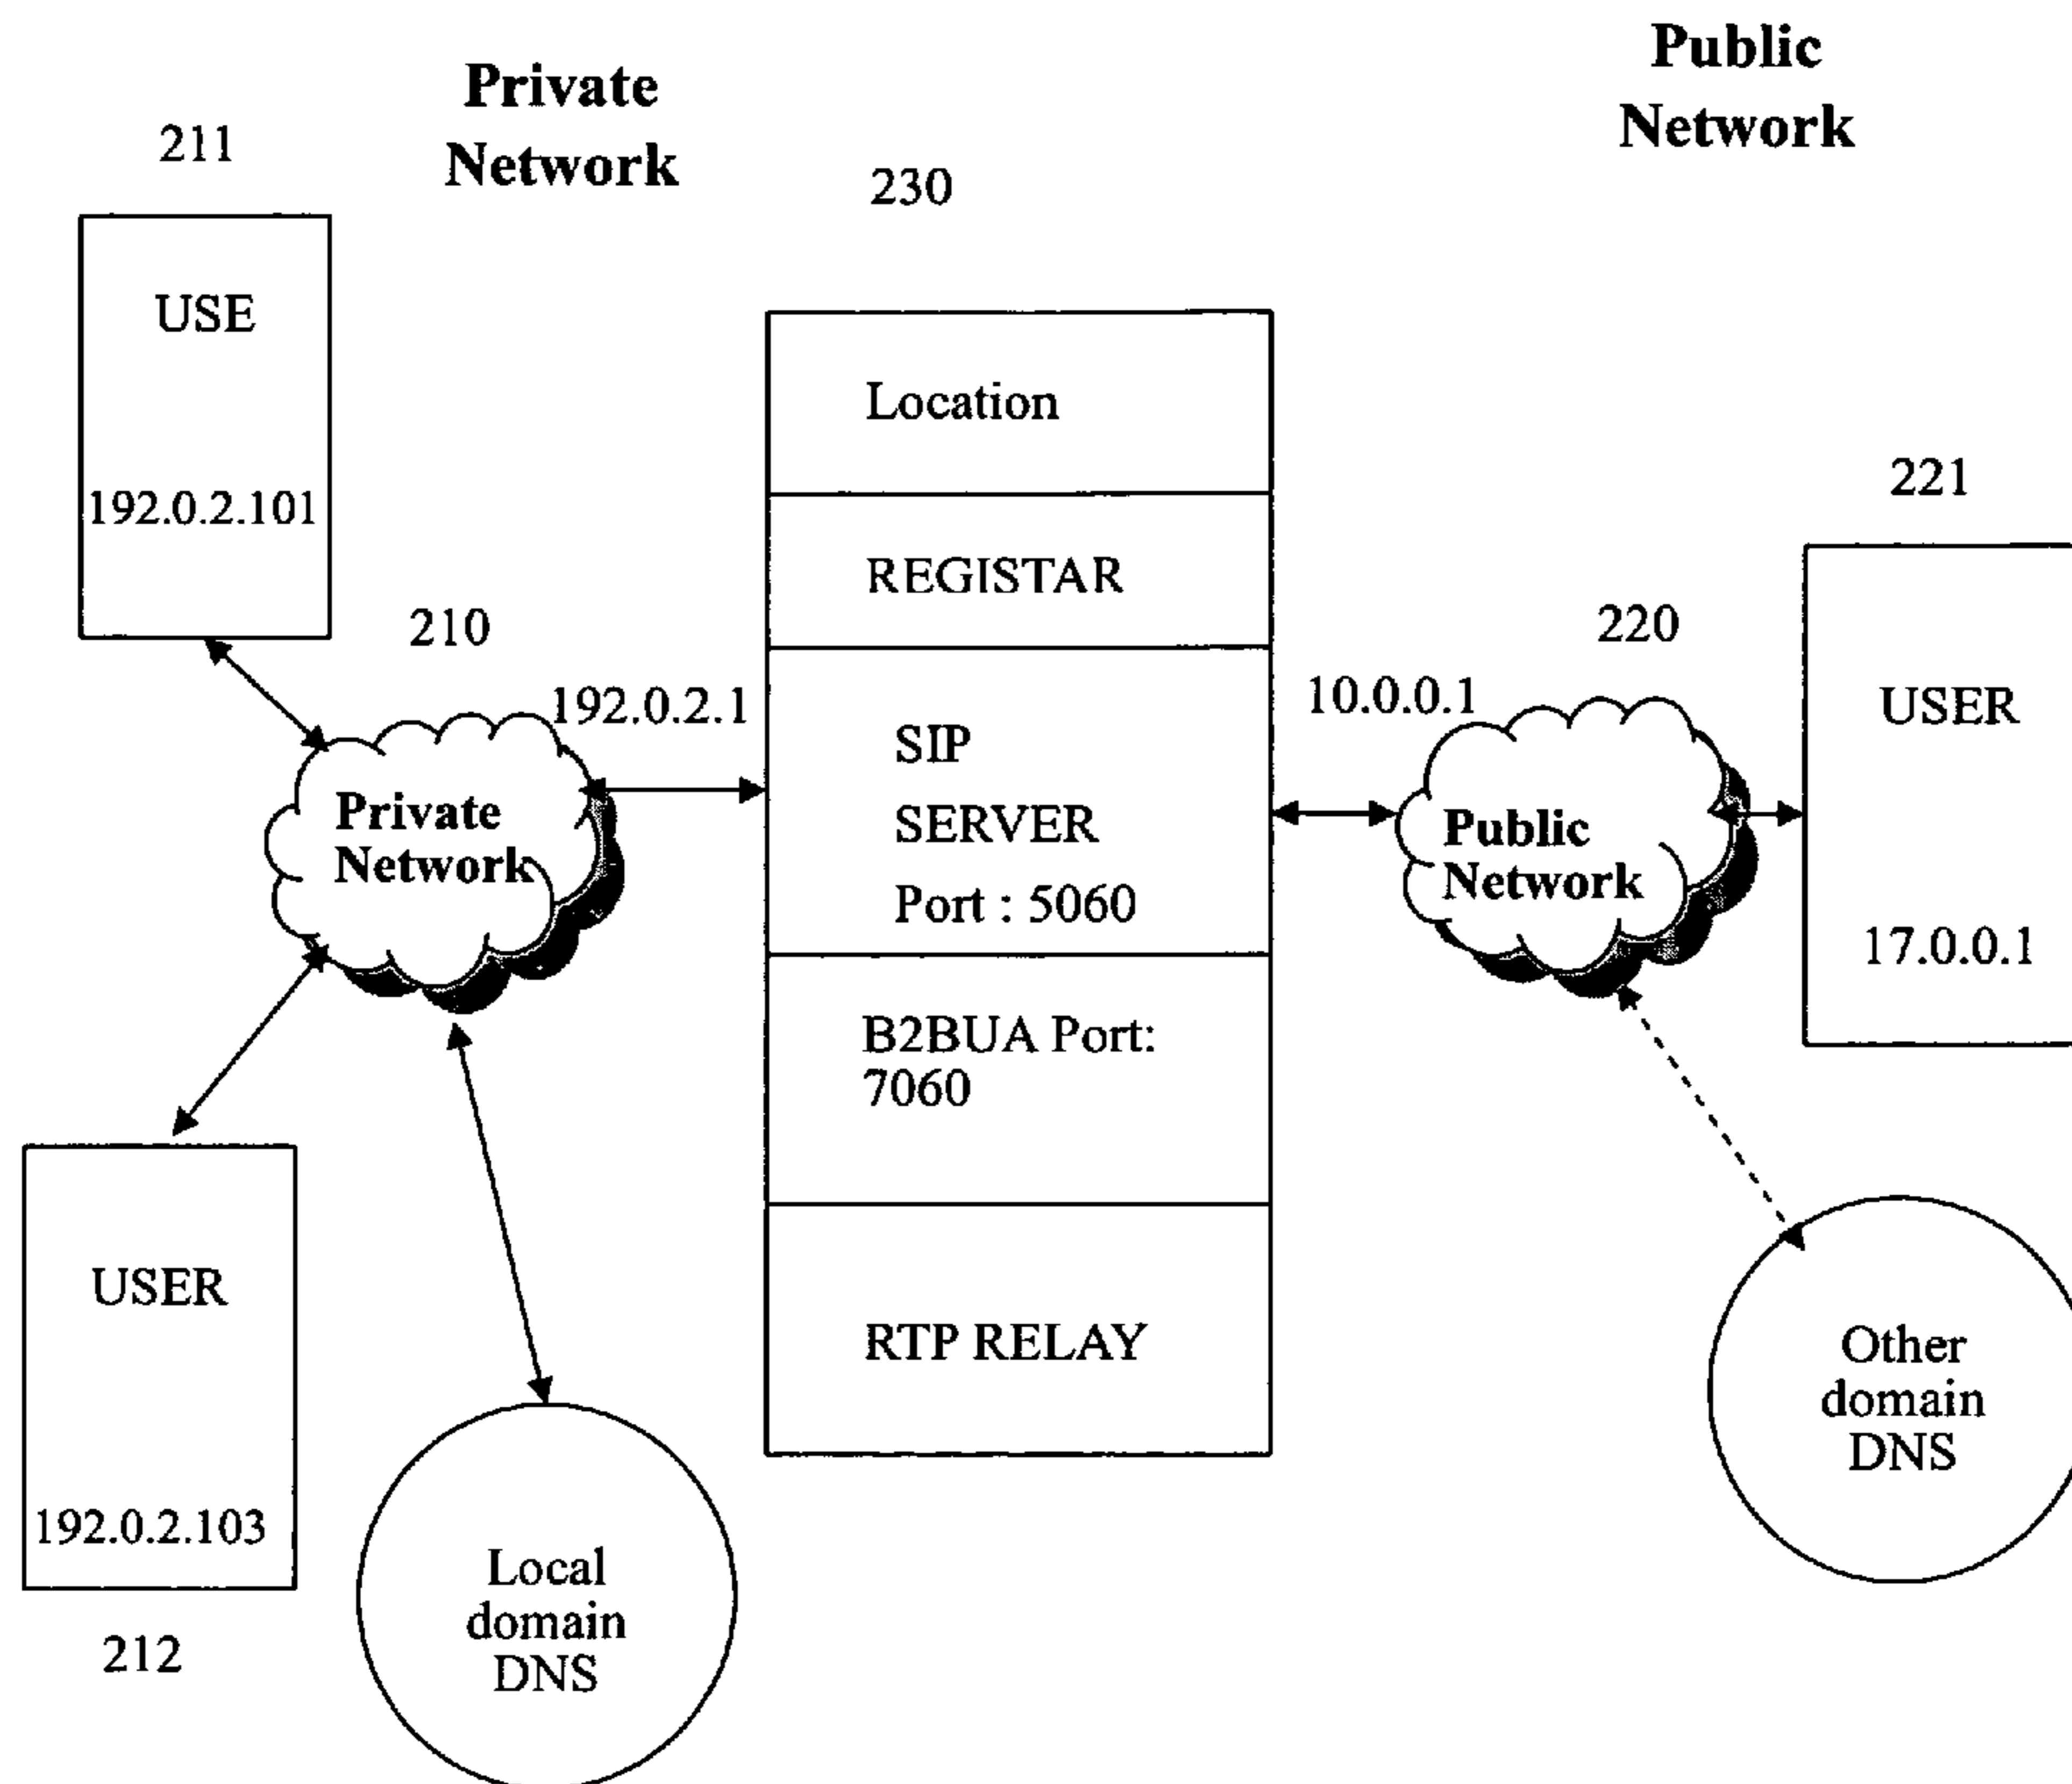 Private
Network
Public
Network
211
230
USE
192.0.2.101
210
192.0.2.1
Private
Network
Location
REGISTAR
SIP
SERVER
Port : 5060
B2BUA Port:
7060
RTP RELAY
10.0.0.1
220
Public
Network
221
USER
17.0.0.1
USER
192.0.2.103
212
Local
domain
DNS
Other
domain
DNS